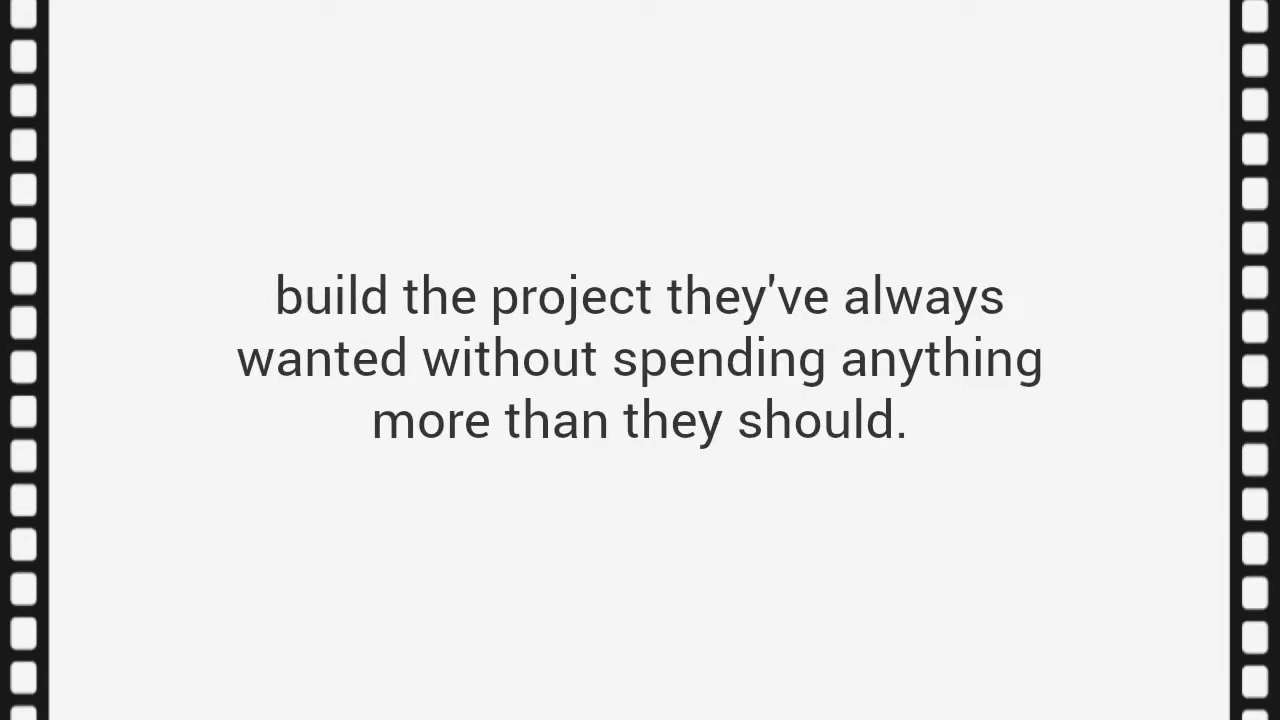 build the project they've always
wanted without spending anything
more than they should.